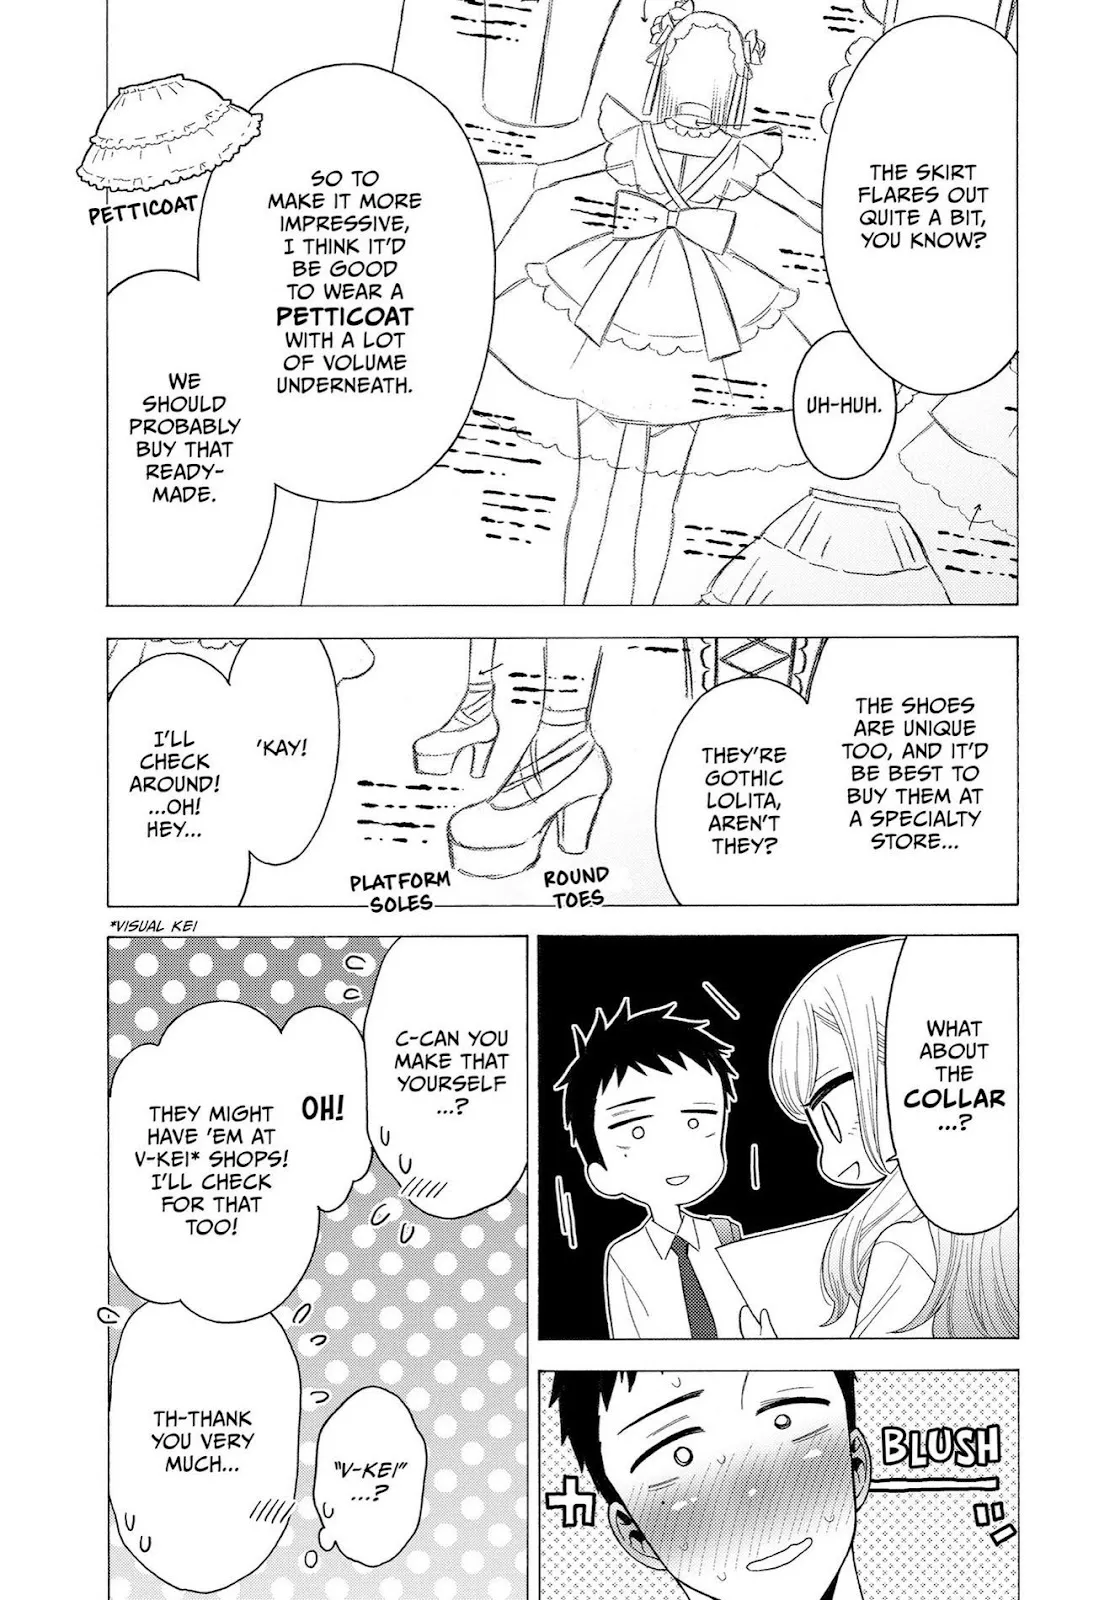 THE SKIRT
FLARES OUT
QUITE A BIT,
YOU KNOW?
UH-HUH.
SO TO
MAKE IT MORE
IMPRESSIVE,
I THINK IT'D
BE GOOD
TO WEAR A
PETTICOAT
WITH A LOT
OF VOLUME
UNDERNEATH.
PETTICOAT
WE
SHOULD
PROBABLY
BUY THAT
READY-
MADE.
THE SHOES
ARE UNIQUE
TOO, AND IT'D
BE BEST TO
BUY THEM AT
A SPECIALTY
STORE...
THEY'RE
GOTHIC
LOLITA,
AREN'T
THEY?
ROUND
TOES
PLATFORM
SOLES
'KAY!
I'LL
CHECK
AROUND!
...OH!
HEY...
WHAT
ABOUT
THE
COLLAR
...?
BLUSH
カ
*VISUAL KEI
C-CAN YOU
MAKE THAT
YOURSELF
...?
OH!
THEY MIGHT
HAVE 'EM AT
V-KEI* SHOPS!
I'LL CHECK
FOR THAT
TOO!
"V-KEI"
...?
TH-THANK
YOU VERY
MUCH...